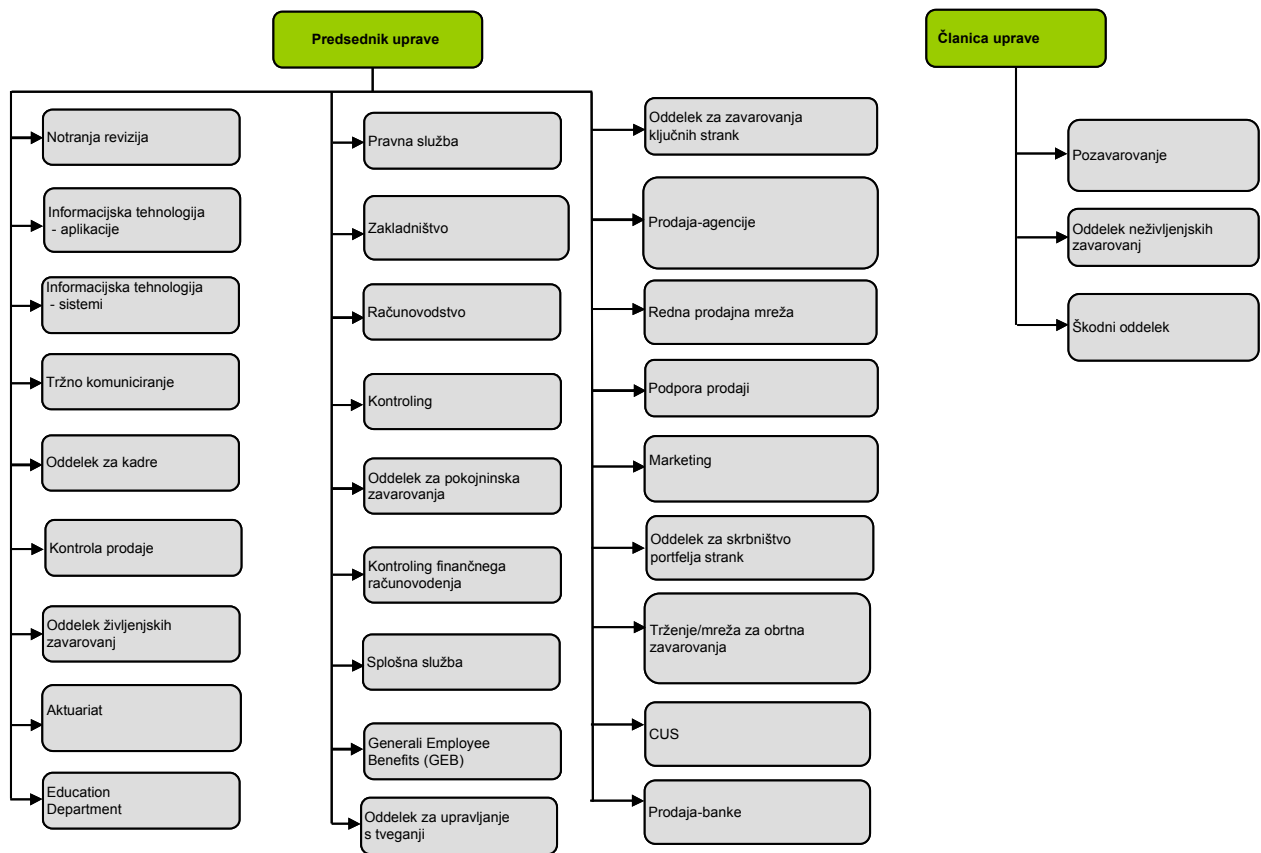 Predsednik uprave
Članica uprave
Notranja revizija
Informacijska tehnologija
- aplikacije
Informacijska tehnologija
- sistemi
Tržno komuniciranje
Oddelek za kadre
Kontrola prodaje
Oddelek življenjskih
zavarovanj
Aktuariat
Education
Department
Pravna služba
Zakladništvo
Računovodstvo
Kontroling
Oddelek za pokojninska
zavarovanja
Kontroling finančnega
računovodenja
Splošna služba
Generali Employee
Benefits (GEB)
Oddelek za upravljanje
s tveganji
Oddelek za zavarovanja
ključnih strank
Prodaja-agencije
Redna prodajna mreža
Podpora prodaji
Marketing
Oddelek za skrbništvo
portfelja strank
Trženje/mreža za obrtna
zavarovanja
CUS
Prodaja-banke
Pozavarovanje
Oddelek neživljenjskih
zavarovanj
Škodni oddelek